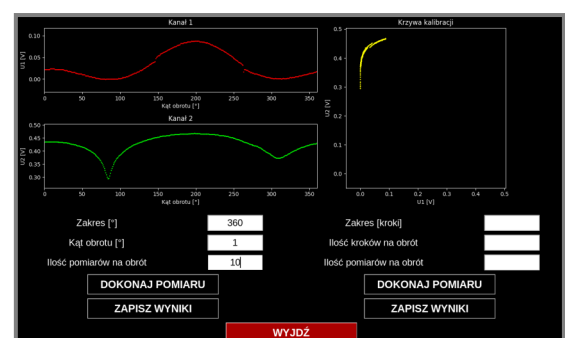 Kanał 1
U1 [V]
0.10
0.05
0.00
0 50 100 150 200 250 300 350
Kąt obrotu [°]
Kanał 2
U2 [V]
0.50
0.45
0.40
0.35
0.30
0 50 100 150 200 250 300 350
Kąt obrotu [°]
Krzywa kalibracji
U2 [V]
0.5
0.4
0.3
0.2
0.1
0.0
0.0 0.1 0.2 0.3 0.4 0.5
U1 [V]
Zakres [°] 360
Kąt obrotu [°] 1
Ilość pomiarów na obrót 10
DOKONAJ POMIARU
ZAPISZ WYNIKI
Zakres [kroki]
Ilość kroków na obrót
Ilość pomiarów na obrót
DOKONAJ POMIARU
ZAPISZ WYNIKI
WYJDŹ